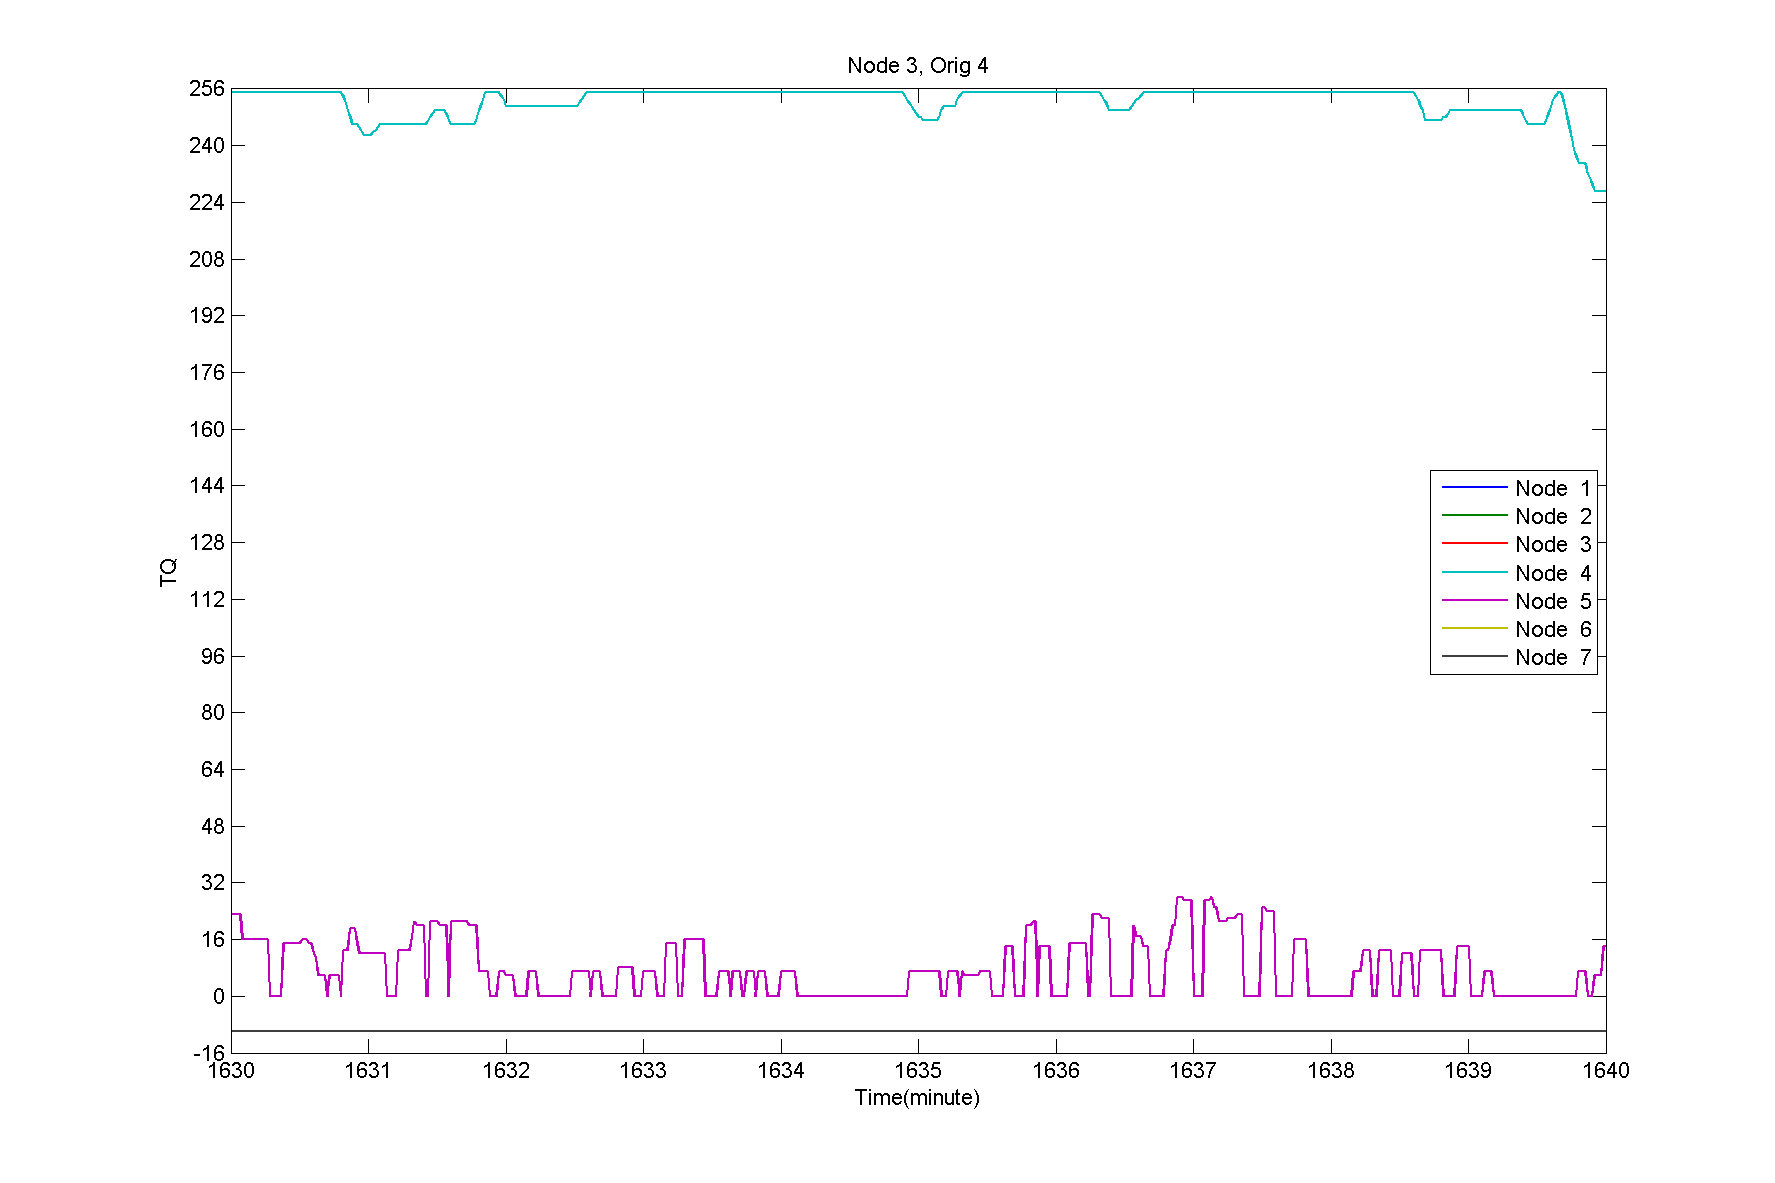 Node 3, Orig 4
256
240
224
208
192
176
160
144
128
112
96
80
64
48
32
16
0
-16
TQ
Node 1
Node 2
Node 3
Node 4
Node 5
Node 6
Node 7
1630 1631 1632 1633 1634 1635 1636 1637 1638 1639 1640
Time(minute)